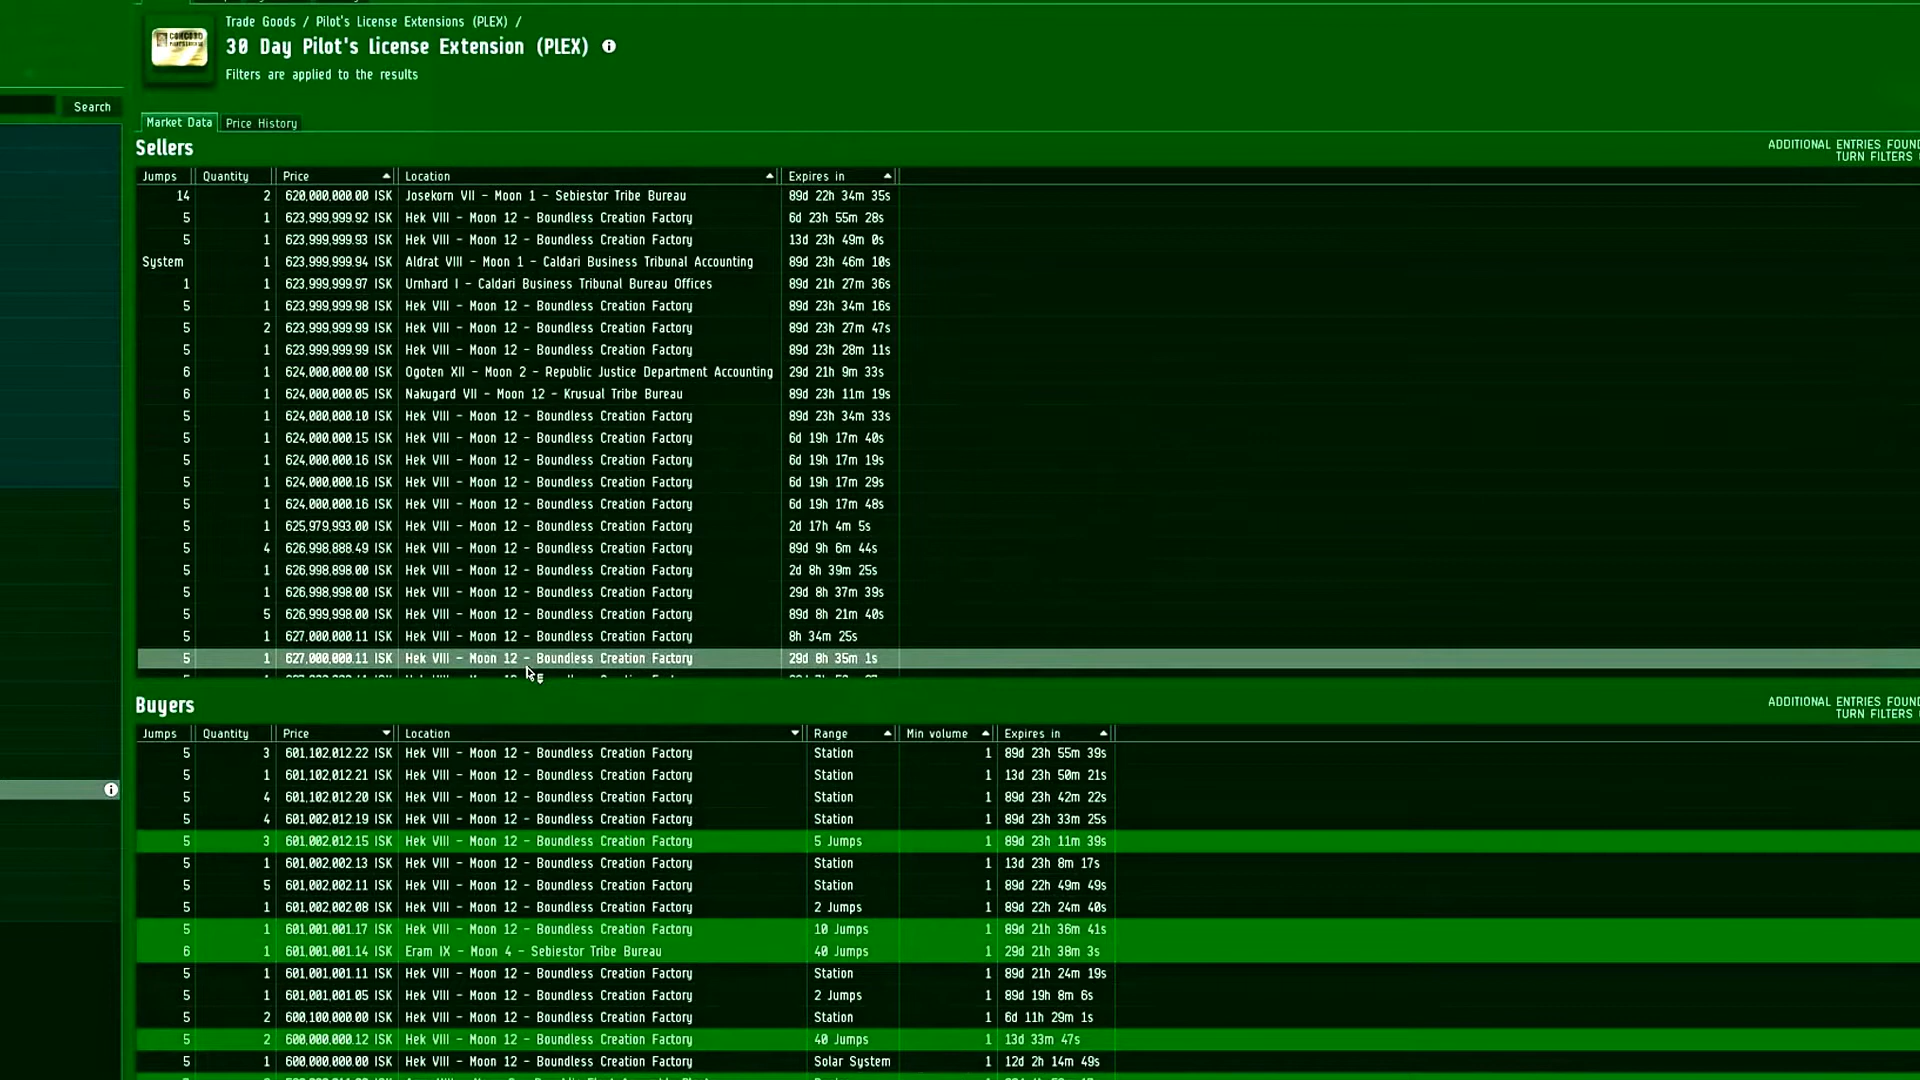 Trade Goods / Pilot's License Extensions (PLEX) /
CONCORD
30 Day Pilot's License Extension (PLEX)
Filters are applied to the results
Search
Market Data Price History
Sellers
ADDITIONAL ENTRIES FOUND
TURN FILTERS
Jumps Quantity Price Location Expires in
14 2 620,000,000.00 ISK Josekorn VII - Moon 1 - Sebiestor Tribe Bureau 89d 22h 34m 35s
5 1 623,999,999.92 ISK Hek VIII - Moon 12 - Boundless Creation Factory 6d 23h 55m 28s
5 1 623,999,999.93 ISK Hek VIII - Moon 12 - Boundless Creation Factory 13d 23h 49m 0s
System 1 623,999,999.94 ISK Aldrat VIII - Moon 1 - Caldari Business Tribunal Accounting 89d 23h 46m 10s
1 1 623,999,999.97 ISK Urnhard I - Caldari Business Tribunal Bureau Offices 89d 21h 27m 36s
5 1 623,999,999.98 ISK Hek VIII - Moon 12 - Boundless Creation Factory 89d 23h 34m 16s
5 2 623,999,999.99 ISK Hek VIII - Moon 12 - Boundless Creation Factory 89d 23h 27m 47s
5 1 623,999,999.99 ISK Hek VIII - Moon 12 - Boundless Creation Factory 89d 23h 28m 11s
6 1 624,000,000.00 ISK Ogoten XII - Moon 2 - Republic Justice Department Accounting 29d 21h 9m 33s
6 1 624,000,000.05 ISK Nakugard VII - Moon 12 - Krusual Tribe Bureau 89d 23h 11m 19s
5 1 624,000,000.10 ISK Hek VIII - Moon 12 - Boundless Creation Factory 89d 23h 34m 33s
5 1 624,000,000.15 ISK Hek VIII - Moon 12 - Boundless Creation Factory 6d 19h 17m 40s
5 1 624,000,000.16 ISK Hek VIII - Moon 12 - Boundless Creation Factory 6d 19h 17m 19s
5 1 624,000,000.16 ISK Hek VIII - Moon 12 - Boundless Creation Factory 6d 19h 17m 29s
5 1 624,000,000.16 ISK Hek VIII - Moon 12 - Boundless Creation Factory 6d 19h 17m 48s
5 1 625,979,993.00 ISK Hek VIII - Moon 12 - Boundless Creation Factory 2d 17h 4m 5s
5 4 626,998,888.49 ISK Hek VIII - Moon 12 - Boundless Creation Factory 89d 9h 6m 44s
5 1 626,998,898.00 ISK Hek VIII - Moon 12 - Boundless Creation Factory 2d 8h 39m 25s
5 1 626,998,998.00 ISK Hek VIII - Moon 12 - Boundless Creation Factory 29d 8h 37m 39s
5 5 626,999,998.00 ISK Hek VIII - Moon 12 - Boundless Creation Factory 89d 8h 21m 40s
5 1 627,000,000.11 ISK Hek VIII - Moon 12 - Boundless Creation Factory 8h 34m 25s
5 1 627,000,000.11 ISK Hek VIII - Moon 12 - Boundless Creation Factory 29d 8h 35m 1s
Buyers
ADDITIONAL ENTRIES FOUND
TURN FILTERS
Jumps Quantity Price Location Range Min volume Expires in
5 3 601,102,012.22 ISK Hek VIII - Moon 12 - Boundless Creation Factory Station 1 89d 23h 55m 39s
5 1 601,102,012.21 ISK Hek VIII - Moon 12 - Boundless Creation Factory Station 1 13d 23h 50m 21s
5 4 601,102,012.20 ISK Hek VIII - Moon 12 - Boundless Creation Factory Station 1 89d 23h 42m 22s
5 4 601,002,012.19 ISK Hek VIII - Moon 12 - Boundless Creation Factory Station 1 89d 23h 33m 25s
5 3 601,002,012.15 ISK Hek VIII - Moon 12 - Boundless Creation Factory 5 Jumps 1 89d 23h 11m 39s
5 1 601,002,002.13 ISK Hek VIII - Moon 12 - Boundless Creation Factory Station 1 13d 23h 8m 17s
5 5 601,002,002.11 ISK Hek VIII - Moon 12 - Boundless Creation Factory Station 1 89d 22h 49m 49s
5 1 601,002,002.08 ISK Hek VIII - Moon 12 - Boundless Creation Factory 2 Jumps 1 89d 22h 24m 40s
5 1 601,001,001.17 ISK Hek VIII - Moon 12 - Boundless Creation Factory 10 Jumps 1 89d 21h 36m 41s
6 1 601,001,001.14 ISK Eram IX - Moon 4 - Sebiestor Tribe Bureau 40 Jumps 1 29d 21h 38m 3s
5 1 601,001,001.11 ISK Hek VIII - Moon 12 - Boundless Creation Factory Station 1 89d 21h 24m 19s
5 1 601,001,001.05 ISK Hek VIII - Moon 12 - Boundless Creation Factory 2 Jumps 1 89d 19h 8m 6s
5 2 600,100,000.00 ISK Hek VIII - Moon 12 - Boundless Creation Factory Station 1 6d 11h 29m 1s
5 2 600,000,000.12 ISK Hek VIII - Moon 12 - Boundless Creation Factory 40 Jumps 1 13d 33m 47s
5 1 600,000,000.00 ISK Hek VIII - Moon 12 - Boundless Creation Factory Solar System 1 12d 2h 14m 49s